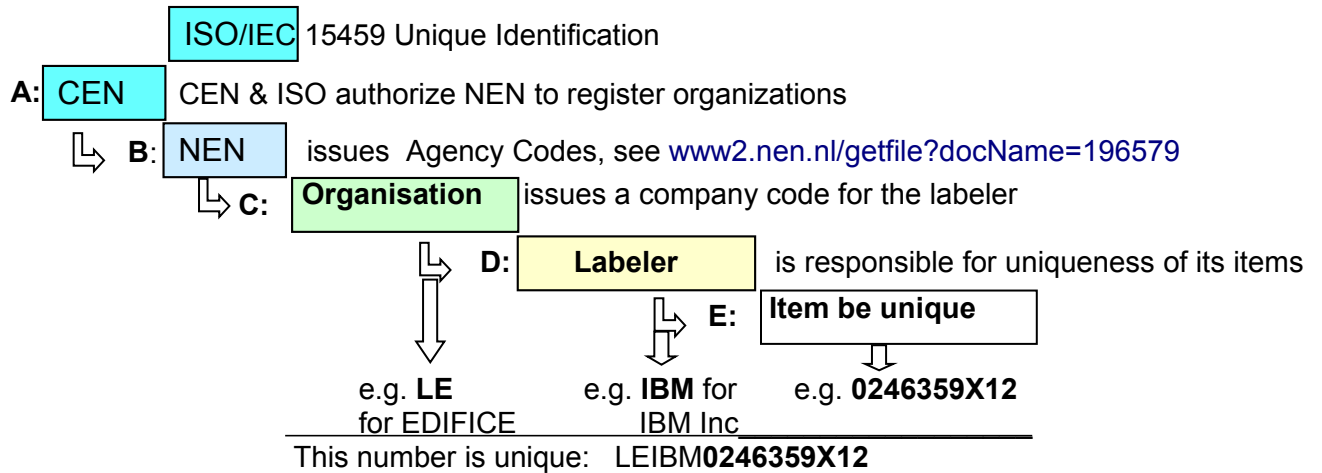 ISO/IEC 15459 Unique Identification
A: CEN CEN & ISO authorize NEN to register organizations
B: NEN issues Agency Codes, see www2.nen.nl/getfile?docName=196579
C: Organisation issues a company code for the labeler
D: Labeler is responsible for uniqueness of its items
E: Item be unique
e.g. LE e.g. IBM for e.g. 0246359X12
for EDIFICE IBM Inc
This number is unique: LEIBM0246359X12